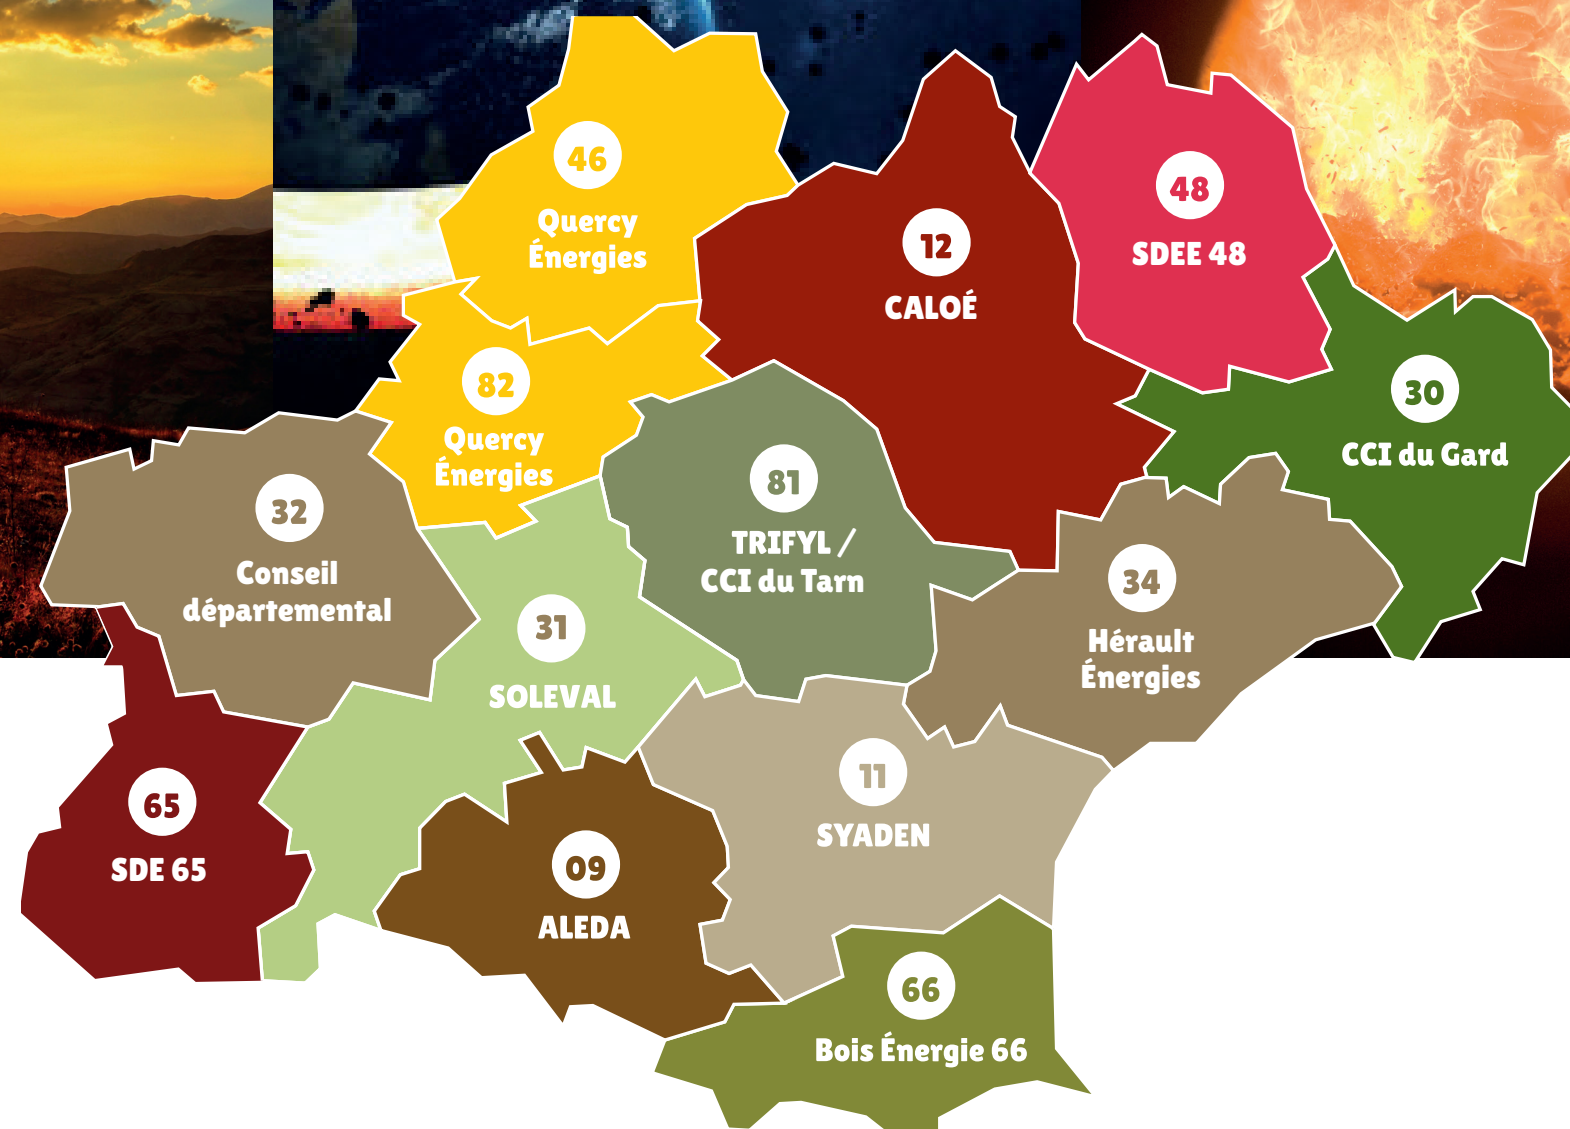 46
Quercy
Énergies
12
CALOÉ
48
SDEE 48
82
Quercy
Énergies
30
CCI du Gard
32
Conseil
départemental
81
TRIFYL /
CCI du Tarn
31
SOLEVAL
34
Hérault
Énergies
65
SDE 65
11
SYADEN
09
ALEDA
66
Bois Énergie 66